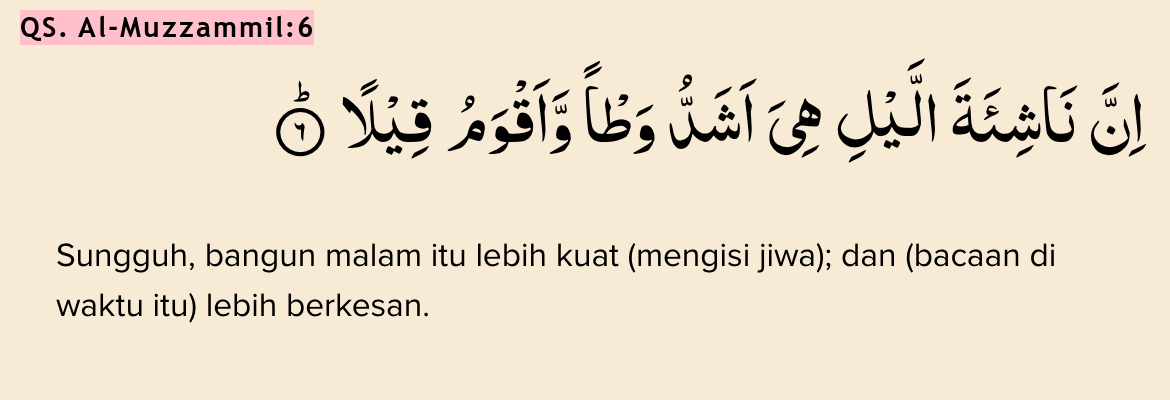 QS. Al-Muzzammil:6
اِنَّ نَاشِئَةَ الَّيْلِ هِىَ اَشَدُّ وَطْاً وَّاَقْوَمُ قِيْلًاۗ ٦
Sungguh, bangun malam itu lebih kuat (mengisi jiwa); dan (bacaan di
waktu itu) lebih berkesan.